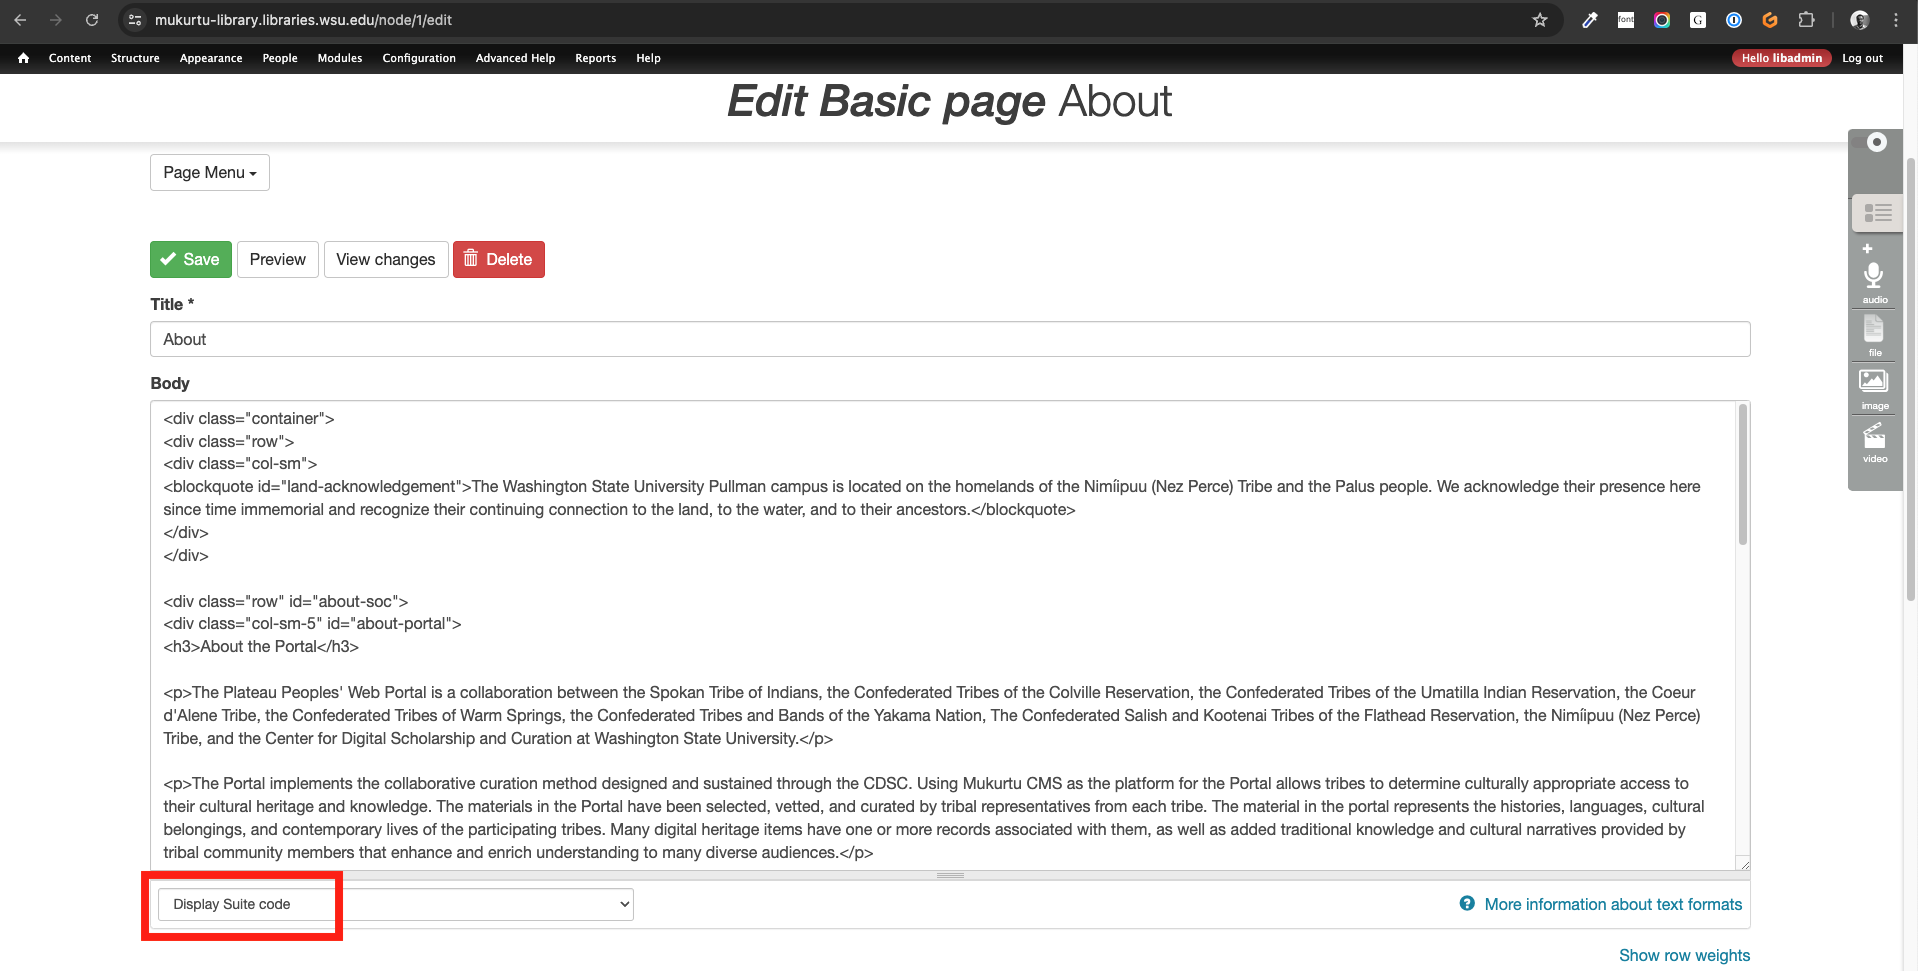 mukurtu-library.libraries.wsu.edu/node/1/edit
font
G
Content Structure Appearance People Modules Configuration Advanced Help Reports Help Hello libadmin Log out
Edit Basic page About
Page Menu
Save Preview View changes Delete
Title *
About
Body
<div class="container">
<div class="row">
<div class="col-sm">
<blockquote id="land-acknowledgement">The Washington State University Pullman campus is located on the homelands of the Nimíipuu (Nez Perce) Tribe and the Palus people. We acknowledge their presence here
since time immemorial and recognize their continuing connection to the land, to the water, and to their ancestors.</blockquote>
</div>
</div>
<div class="row" id="about-soc">
<div class="col-sm-5" id="about-portal">
<h3>About the Portal</h3>
<p>The Plateau Peoples' Web Portal is a collaboration between the Spokan Tribe of Indians, the Confederated Tribes of the Colville Reservation, the Confederated Tribes of the Umatilla Indian Reservation, the Coeur
d'Alene Tribe, the Confederated Tribes of Warm Springs, the Confederated Tribes and Bands of the Yakama Nation, The Confederated Salish and Kootenai Tribes of the Flathead Reservation, the Nimíipuu (Nez Perce)
Tribe, and the Center for Digital Scholarship and Curation at Washington State University.</p>
<p>The Portal implements the collaborative curation method designed and sustained through the CDSC. Using Mukurtu CMS as the platform for the Portal allows tribes to determine culturally appropriate access to
their cultural heritage and knowledge. The materials in the Portal have been selected, vetted, and curated by tribal representatives from each tribe. The material in the portal represents the histories, languages, cultural
belongings, and contemporary lives of the participating tribes. Many digital heritage items have one or more records associated with them, as well as added traditional knowledge and cultural narratives provided by
tribal community members that enhance and enrich understanding to many diverse audiences.</p>
Display Suite code
More information about text formats
Show row weights
audio
file
image
video